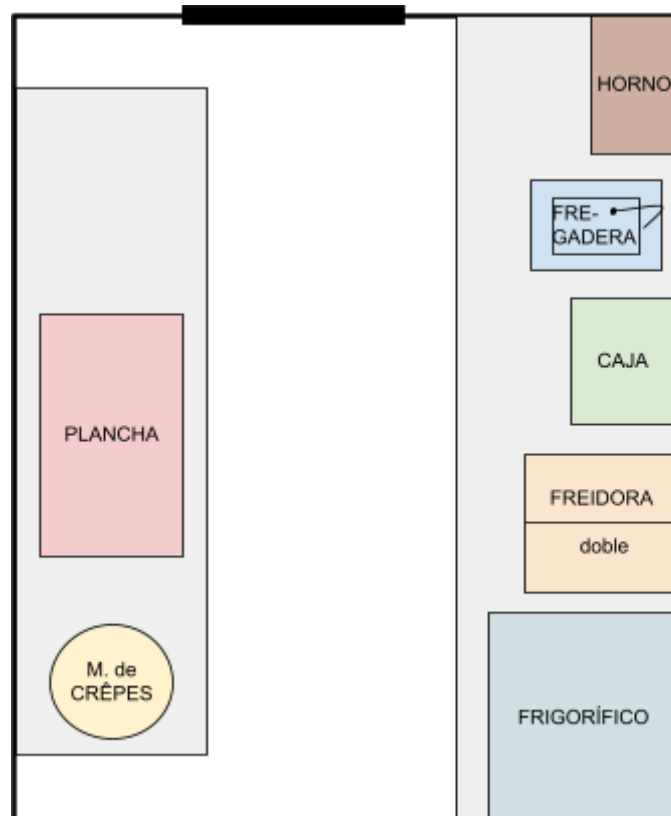 HORNO
FRE-
GADERA
CAJA
PLANCHA
FREIDORA
doble
M. de
CRÊPES
FRIGORÍFICO